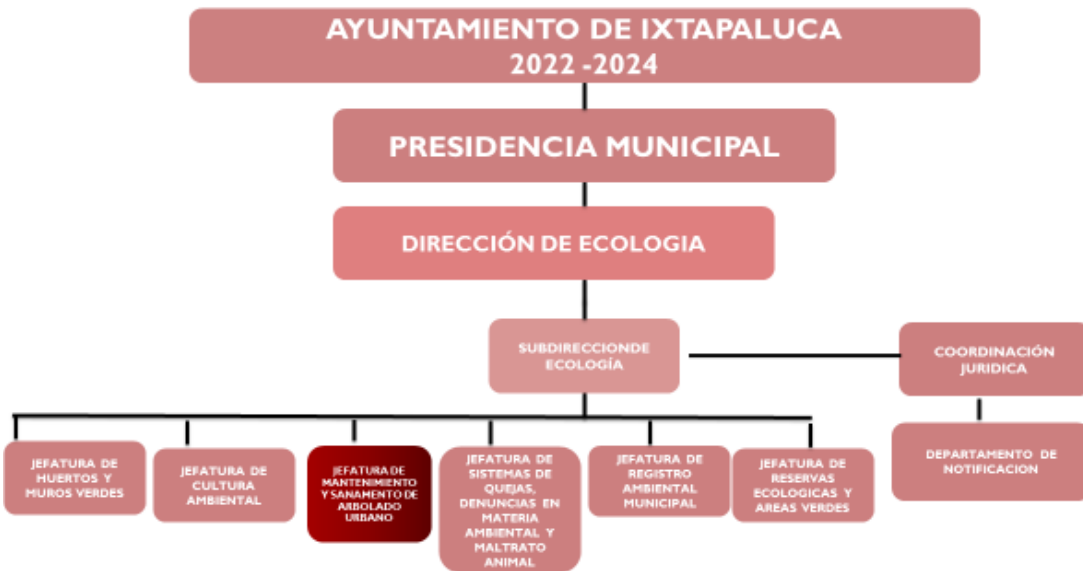 AYUNTAMIENTO DE IXTAPALUCA
2022 -2024
PRESIDENCIA MUNICIPAL
DIRECCIÓN DE ECOLOGIA
SUBDIRECCIONDE
ECOLOGÍA
COORDINACIÓN
JURIDICA
JEFATURA DE
HUERTOS Y
MUROS VERDES
JEFATURA DE
CULTURA
AMBIENTAL
JEFATURA DE
MANTENIMIENTO
Y SANAMENTO DE
ARBOLADO
URBANO
JEFATURA DE
SISTEMAS DE
QUEJAS,
DENUNCIAS EN
MATERIA
AMBIENTAL Y
MALTRATO
ANIMAL
JEFATURA DE
REGISTRO
AMBIENTAL
MUNICIPAL
JEFATURA DE
RESERVAS
ECOLOGICAS Y
AREAS VERDES
DEPARTAMENTO DE
NOTIFICACION